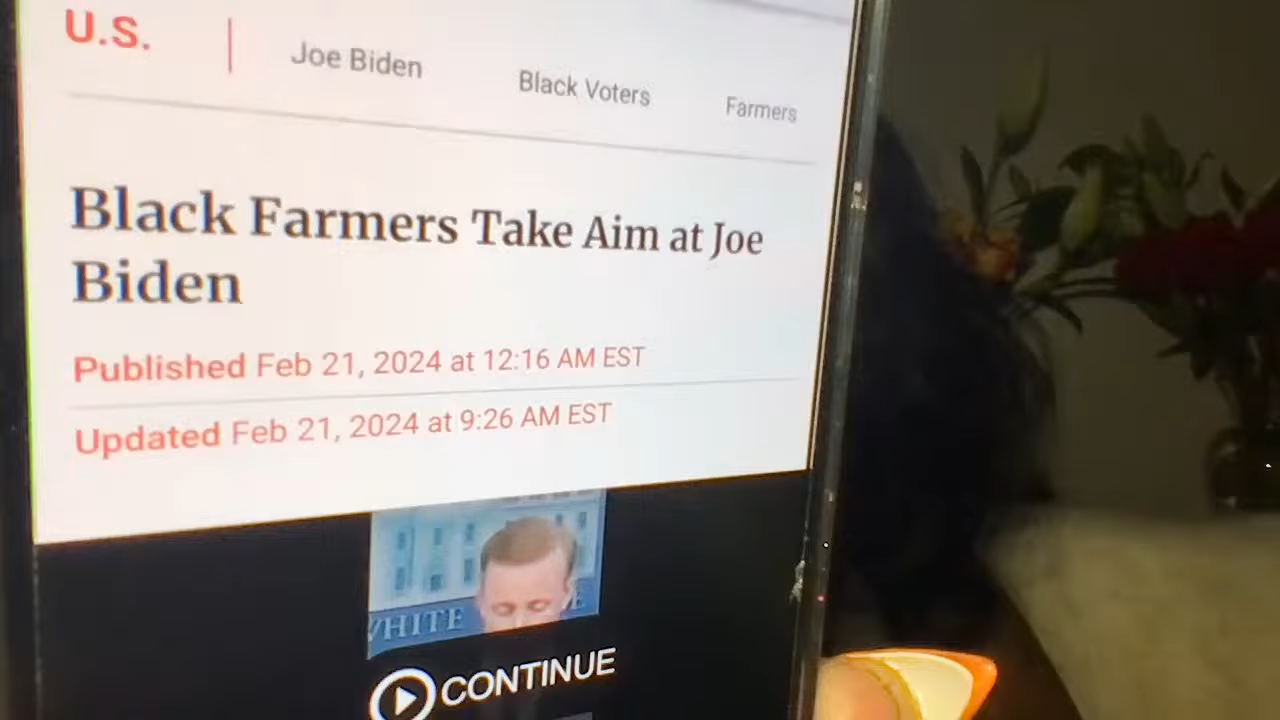 U.S. | Joe Biden Black Voters Farmers
Black Farmers Take Aim at Joe
Biden
Published Feb 21, 2024 at 12:16 AM EST
Updated Feb 21, 2024 at 9:26 AM EST
WHITE
CONTINUE